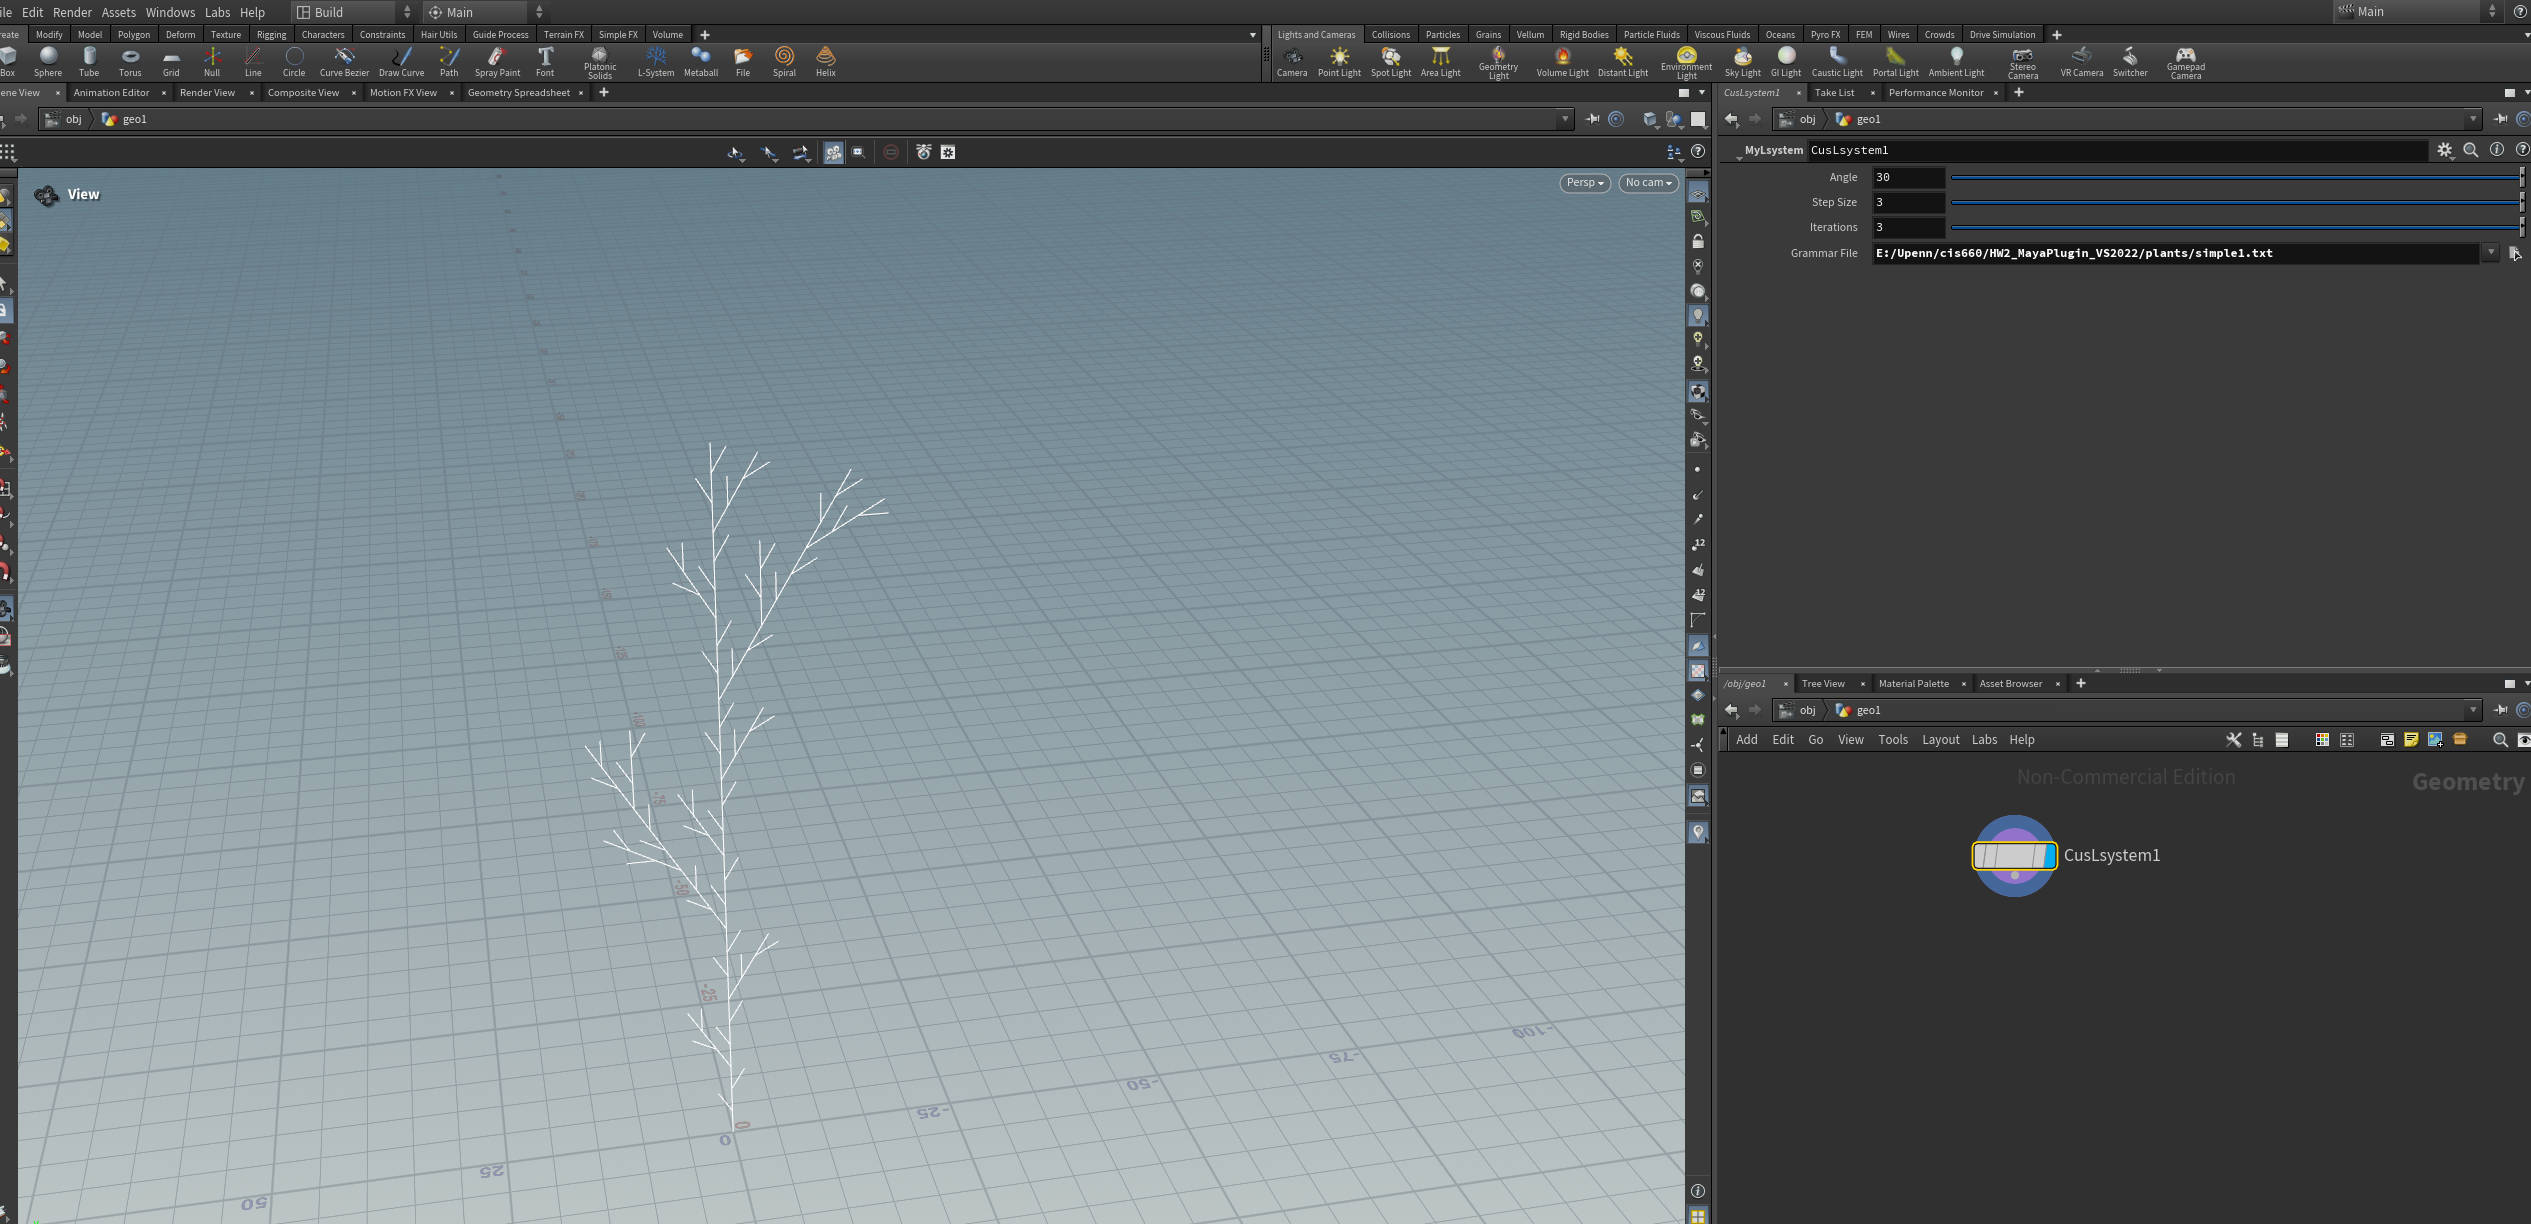 ile Edit Render Assets Windows Labs Help Build Main Main
reate Modify Model Polygon Deform Texture Rigging Characters Constraints Hair Utils Guide Process Terrain FX Simple FX Volume Lights and Cameras Collisions Particles Grains Vellum Rigid Bodies Particle Fluids Viscous Fluids Oceans Pyro FX FEM Wires Crowds Drive Simulation
Box Sphere Tube Torus Grid Null Line Circle Curve Bezier Draw Curve Path Spray Paint Font Platonic Solids L-System Metaball File Spiral Helix Camera Point Light Spot Light Area Light Geometry Light Volume Light Distant Light Environment Light Sky Light GI Light Caustic Light Portal Light Ambient Light Stereo Camera VR Camera Switcher Gamepad Camera
ene View Animation Editor Render View Composite View Motion FX View Geometry Spreadsheet CusLsystem1 Take List Performance Monitor
obj geo1 obj geo1
MyLsystem CusLsystem1
View Persp No cam
Angle 30
Step Size 3
Iterations 3
Grammar File E:/Upenn/cis660/HW2_MayaPlugin_VS2022/plants/simple1.txt
12
12
/obj/geo1 Tree View Material Palette Asset Browser
obj geo1
Add Edit Go View Tools Layout Labs Help
Non-Commercial Edition Geometry
CusLsystem1
-50
-25
-100
-75
-50
-25
0
0
25
50